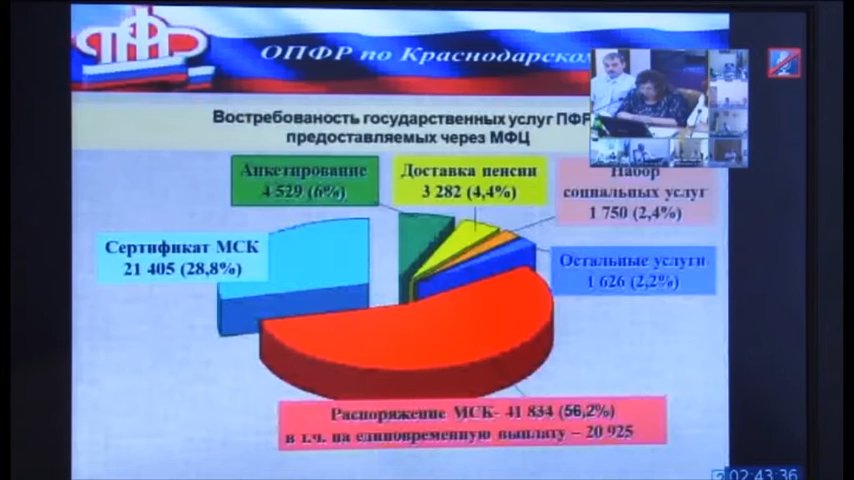 ПФР
ОПФР по Краснодарском
Востребованость государственных услуг ПФР
предоставляемых через МФЦ
Анкетирование
4 529 (6%)
Доставка пенсии
3 282 (4,4%)
Набор
социальных услуг
1 750 (2,4%)
Сертификат МСК
21 405 (28,8%)
Остальные услуги
1 626 (2,2%)
Распоряжение МСК- 41 834 (56,2%)
в т.ч. на единовременную выплату – 20 925
02:43:36